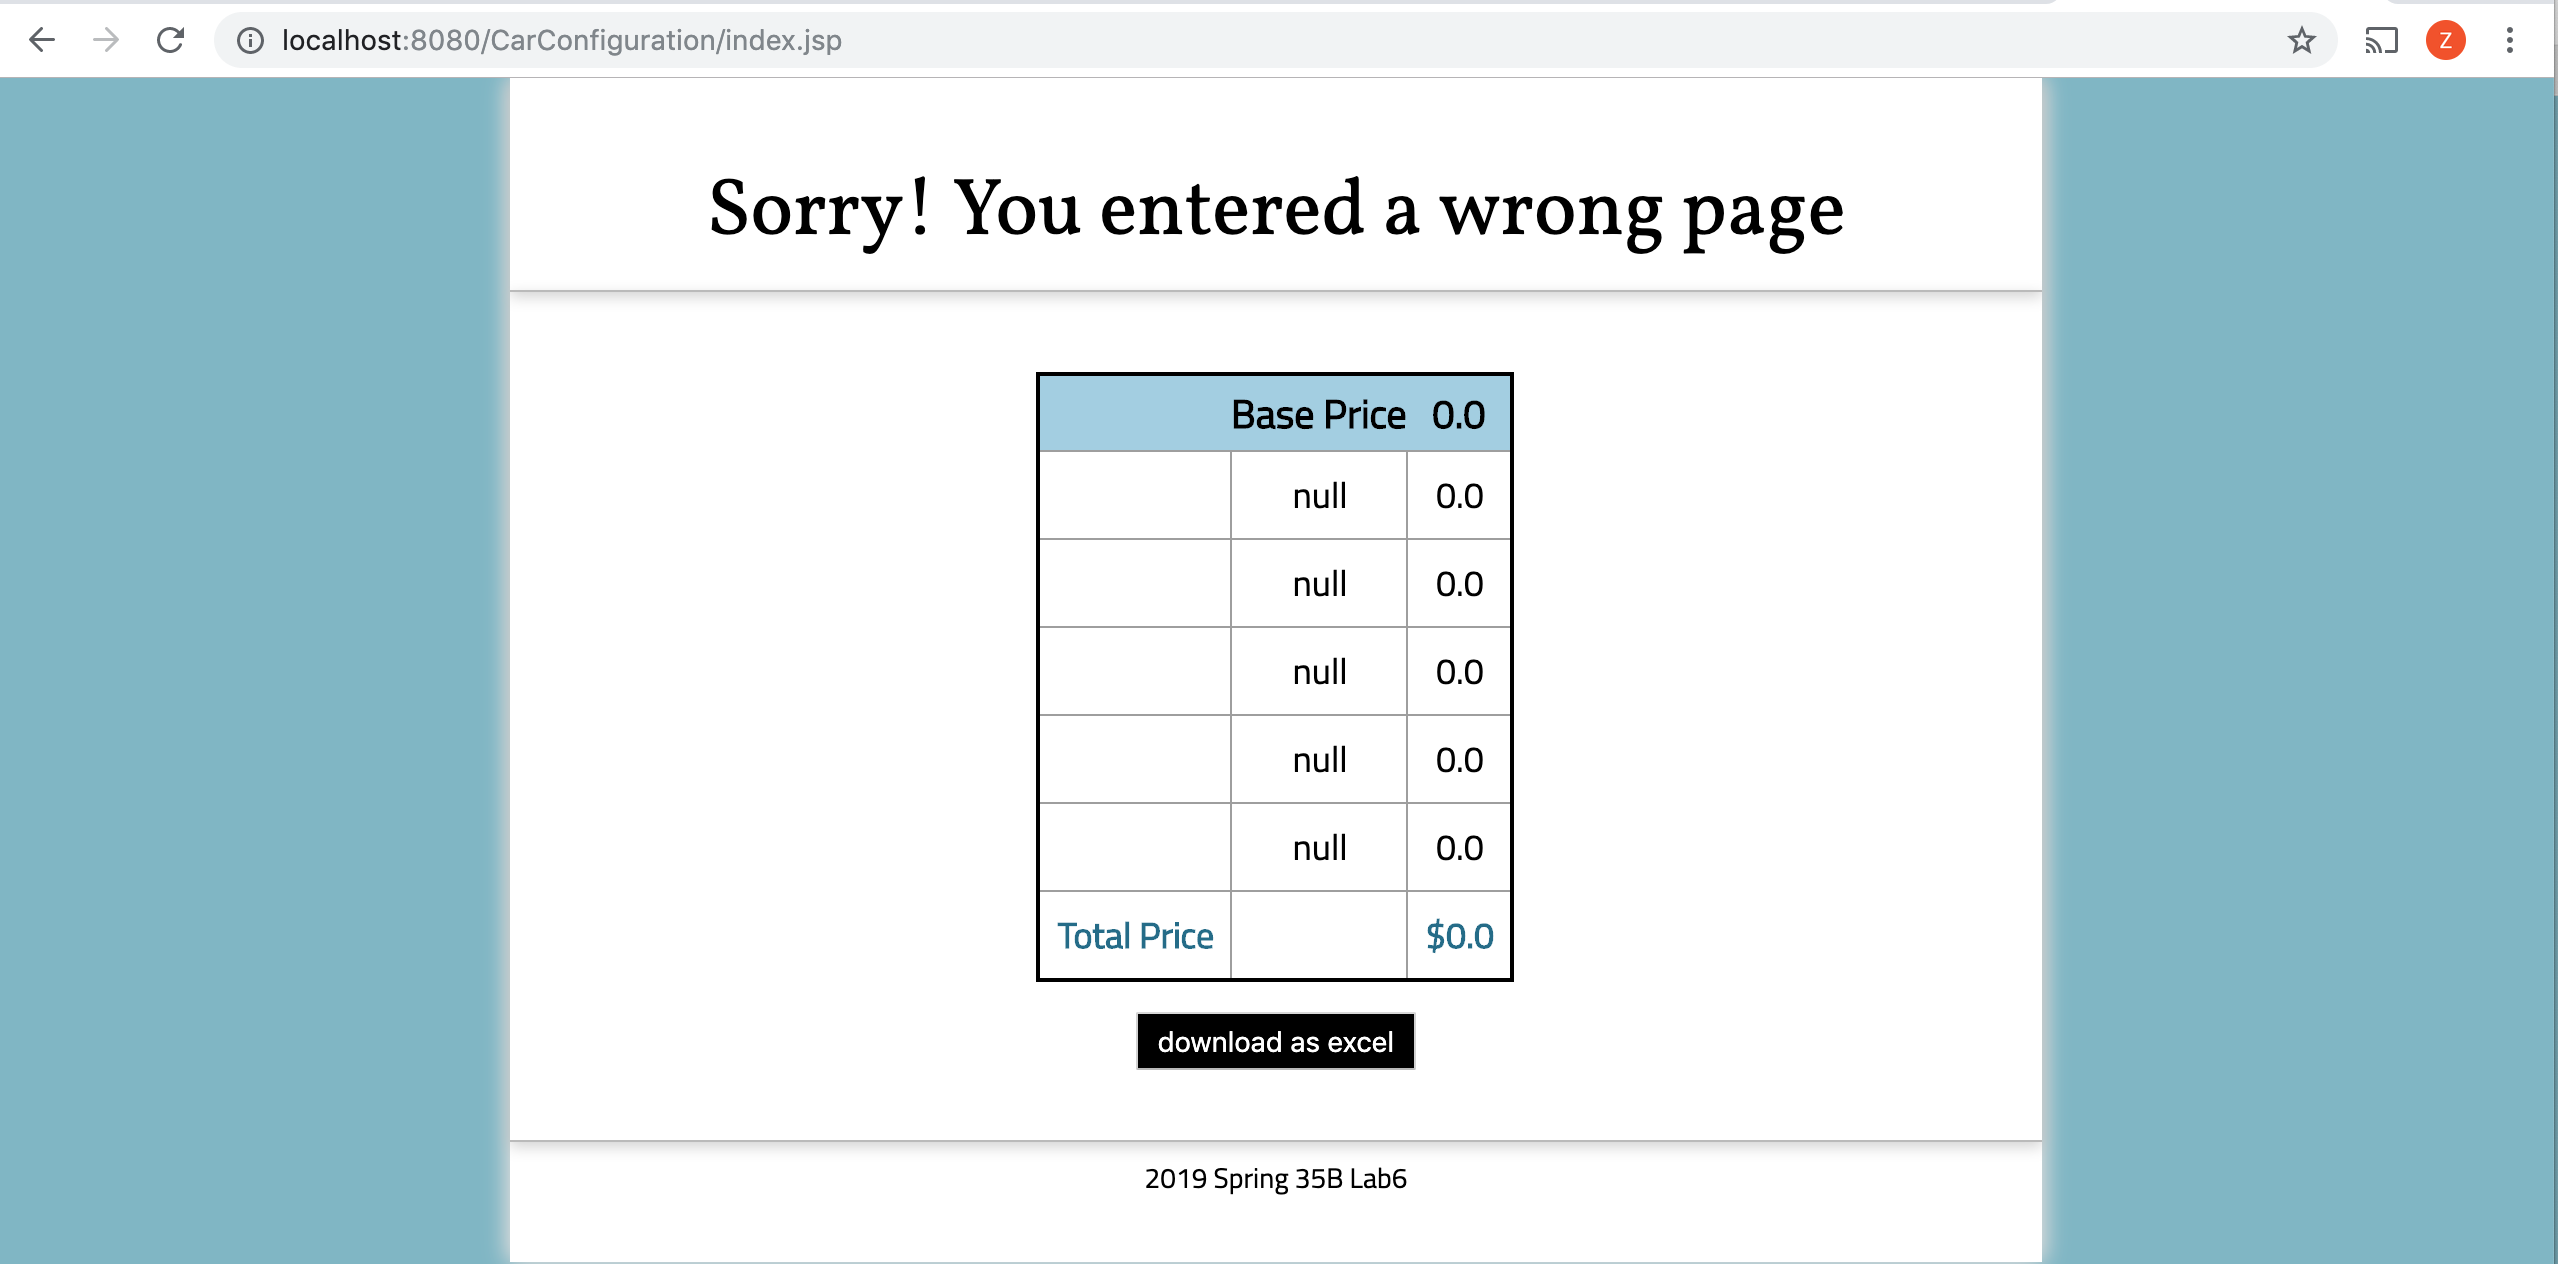 localhost:8080/CarConfiguration/index.jsp
Z
Sorry! You entered a wrong page
Base Price 0.0
null 0.0
null 0.0
null 0.0
null 0.0
null 0.0
Total Price $0.0
download as excel
2019 Spring 35B Lab6